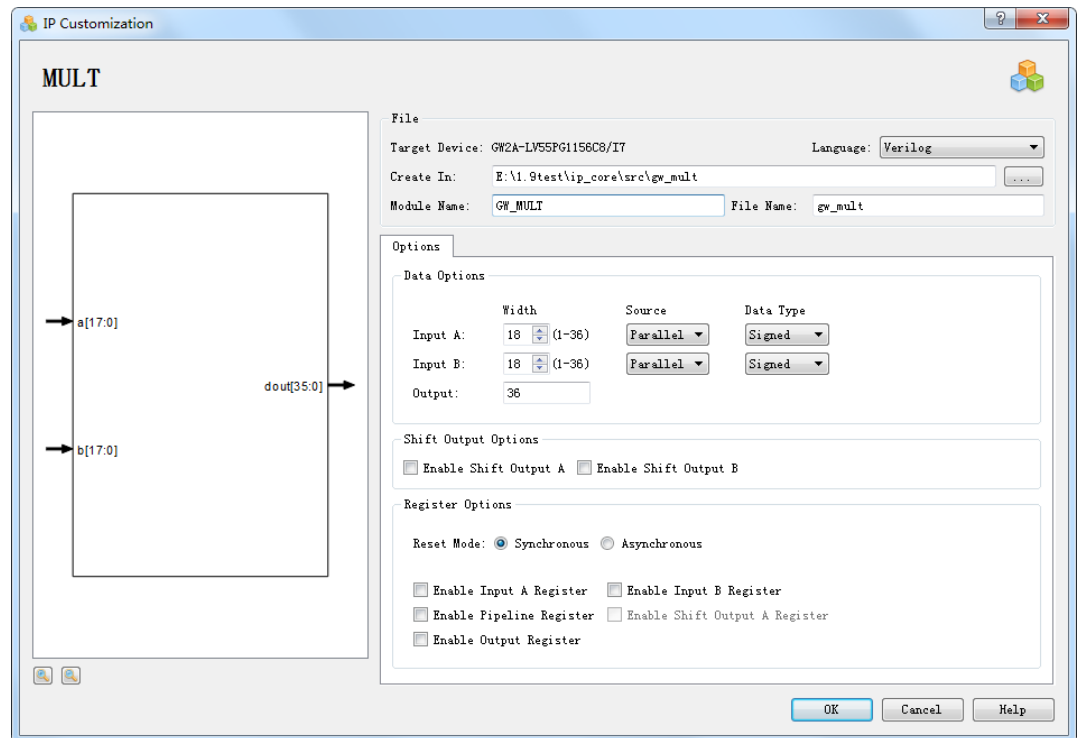 IP Customization
MULT
a[17:0]
b[17:0]
dout[35:0]
File
Target Device: GW2A-LV55PG1156C8/I7 Language: Verilog
Create In: E:\1.9test\ip_core\src\gw_mult ...
Module Name: GW_MULT File Name: gw_mult
Options
Data Options
Width Source Data Type
Input A: 18 (1-36) Parallel Signed
Input B: 18 (1-36) Parallel Signed
Output: 36
Shift Output Options
Enable Shift Output A Enable Shift Output B
Register Options
Reset Mode: Synchronous Asynchronous
Enable Input A Register Enable Input B Register
Enable Pipeline Register Enable Shift Output A Register
Enable Output Register
OK Cancel Help